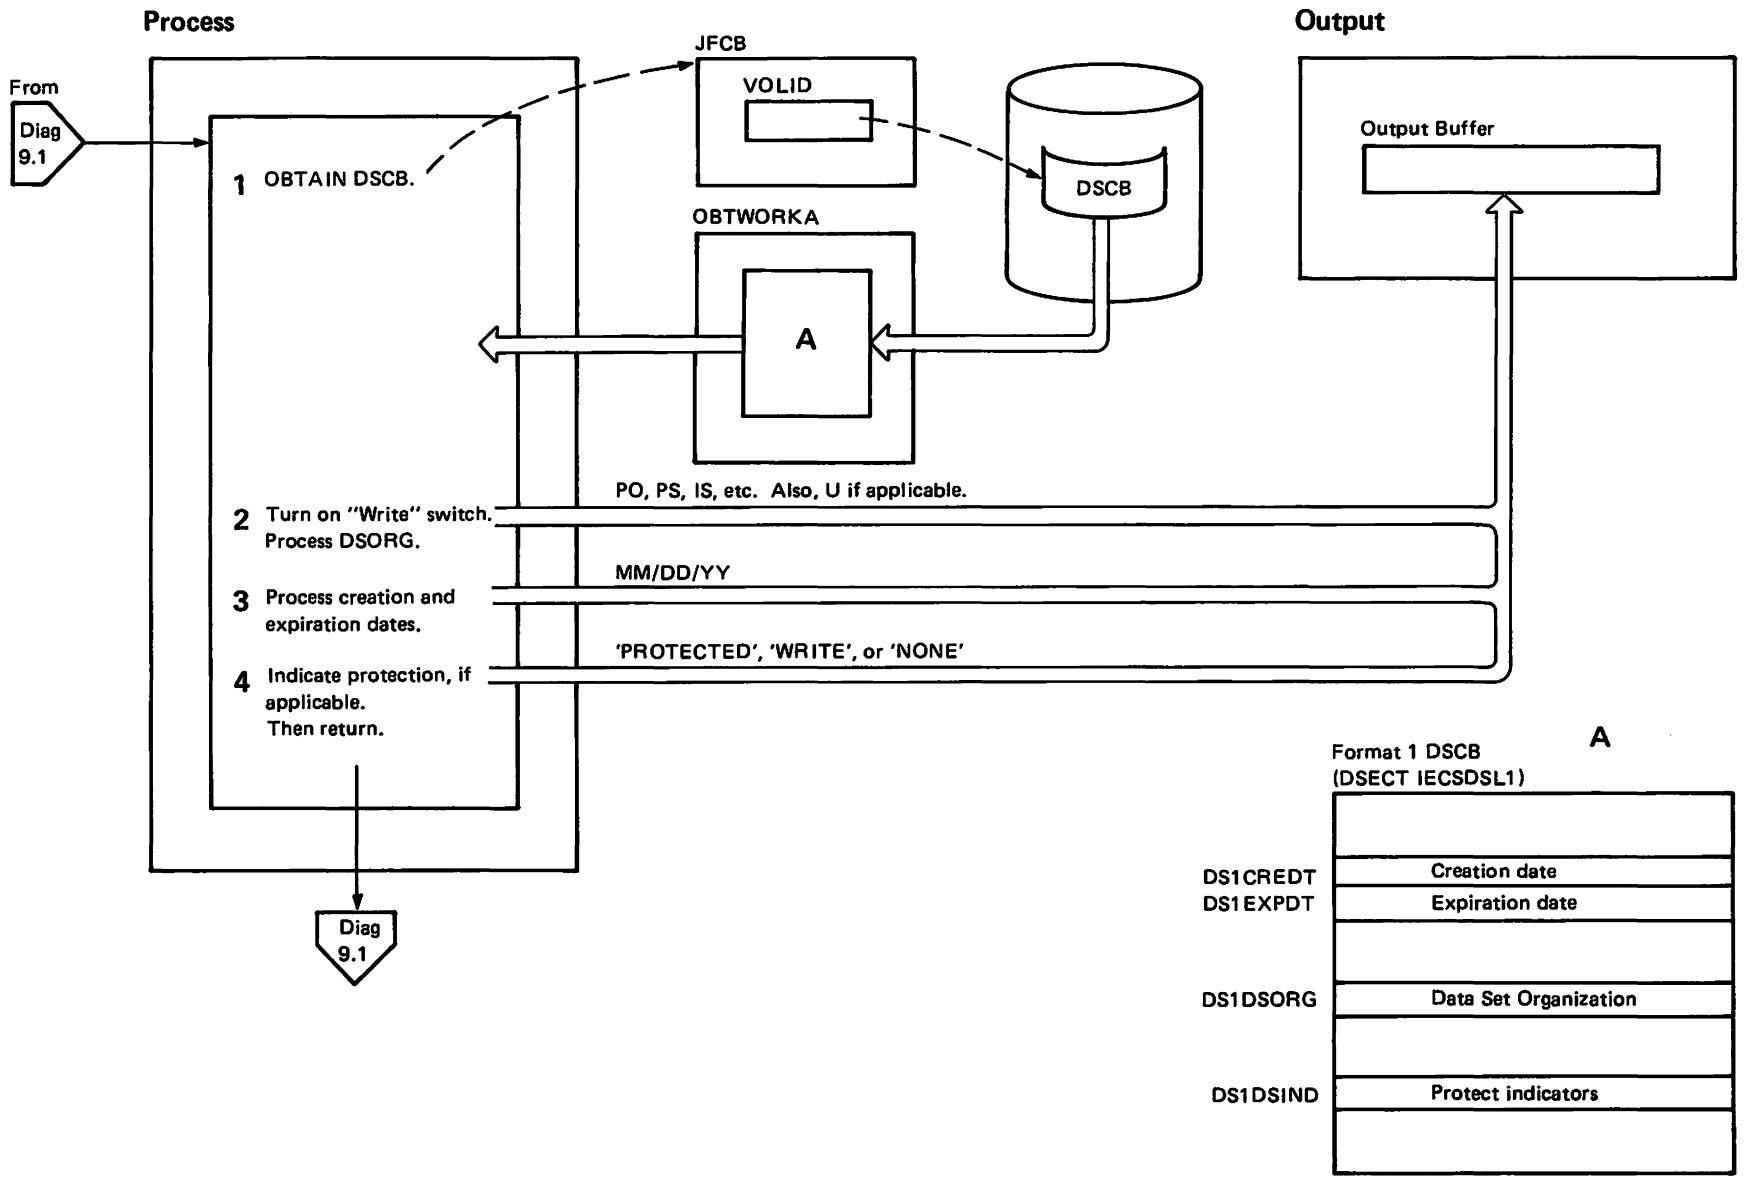 Process
Output
From
Diag
9.1
JFCB
VOLID
DSCB
Output Buffer
1 OBTAIN DSCB.
OBTWORKA
A
PO, PS, IS, etc. Also, U if applicable.
2 Turn on "Write" switch.
Process DSORG.
MM/DD/YY
3 Process creation and
expiration dates.
'PROTECTED', 'WRITE', or 'NONE'
4 Indicate protection, if
applicable.
Then return.
Diag
9.1
A
Format 1 DSCB
(DSECT IECSDSL1)
DS1CREDT Creation date
DS1EXPDT Expiration date
DS1DSORG Data Set Organization
DS1DSIND Protect indicators